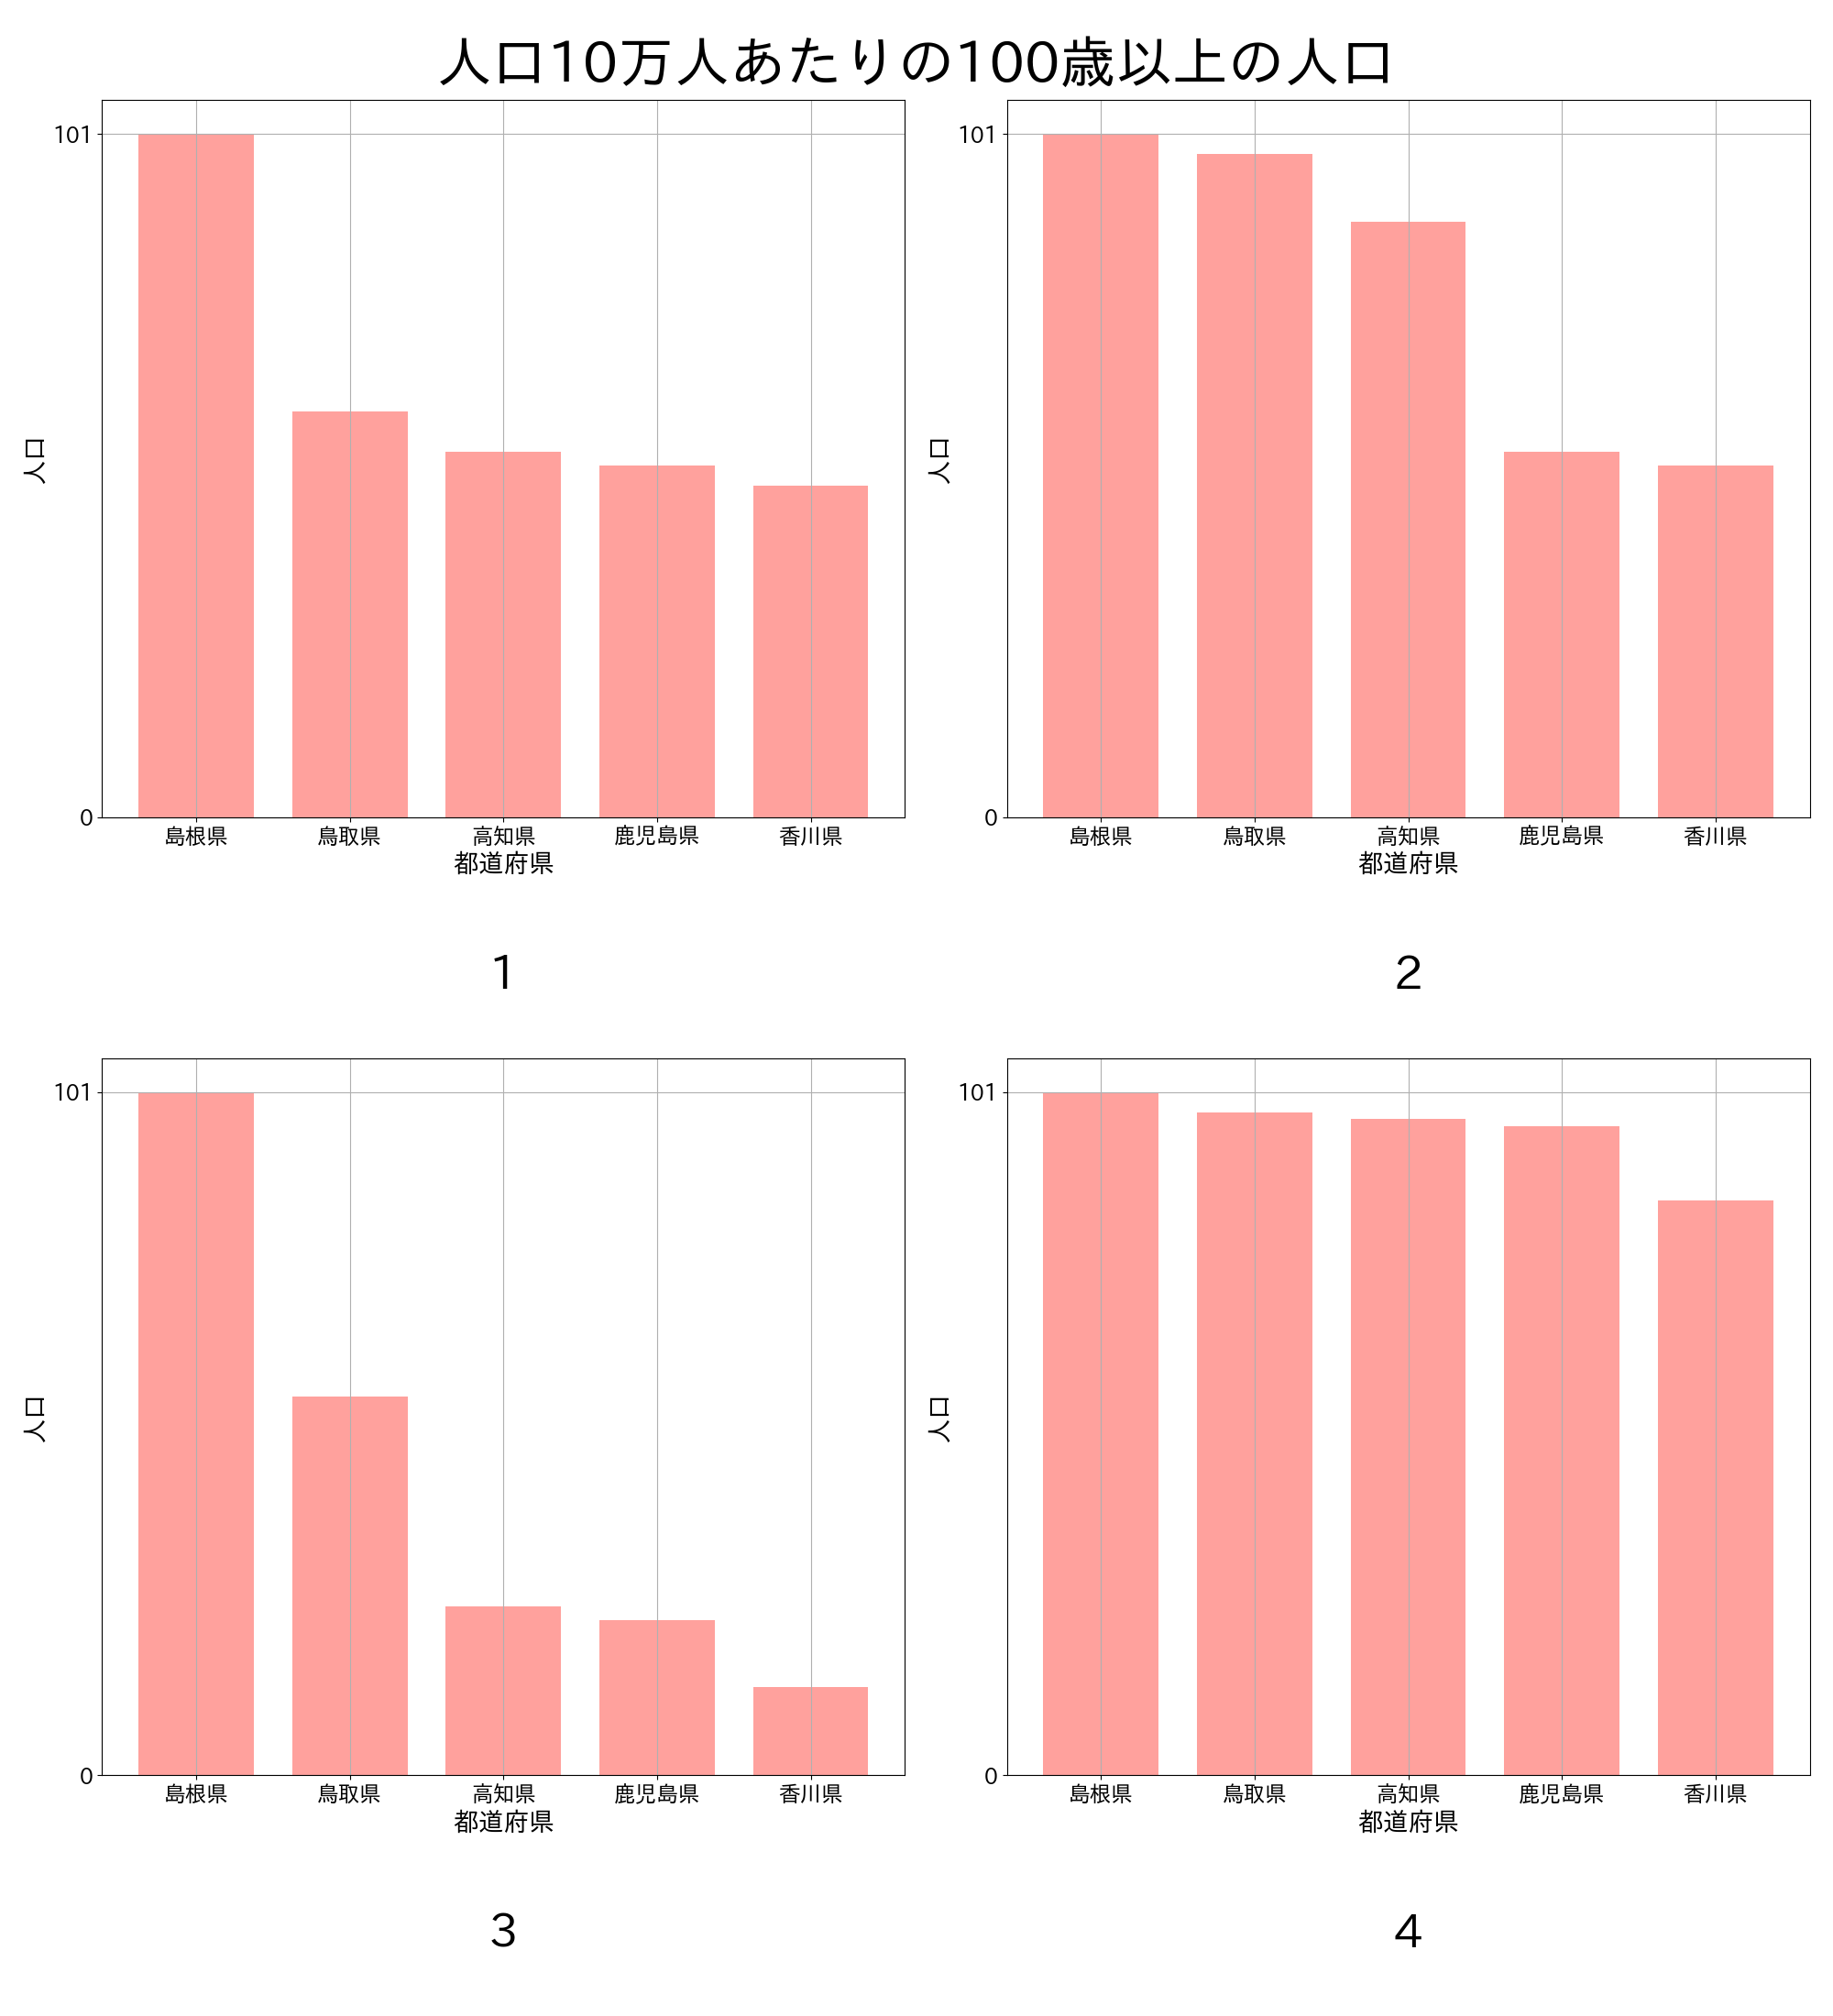 人口10万人あたりの100歳以上の人口
人口
101
0
島根県 鳥取県 高知県 鹿児島県 香川県
都道府県
1
人口
101
0
島根県 鳥取県 高知県 鹿児島県 香川県
都道府県
2
人口
101
0
島根県 鳥取県 高知県 鹿児島県 香川県
都道府県
3
人口
101
0
島根県 鳥取県 高知県 鹿児島県 香川県
都道府県
4